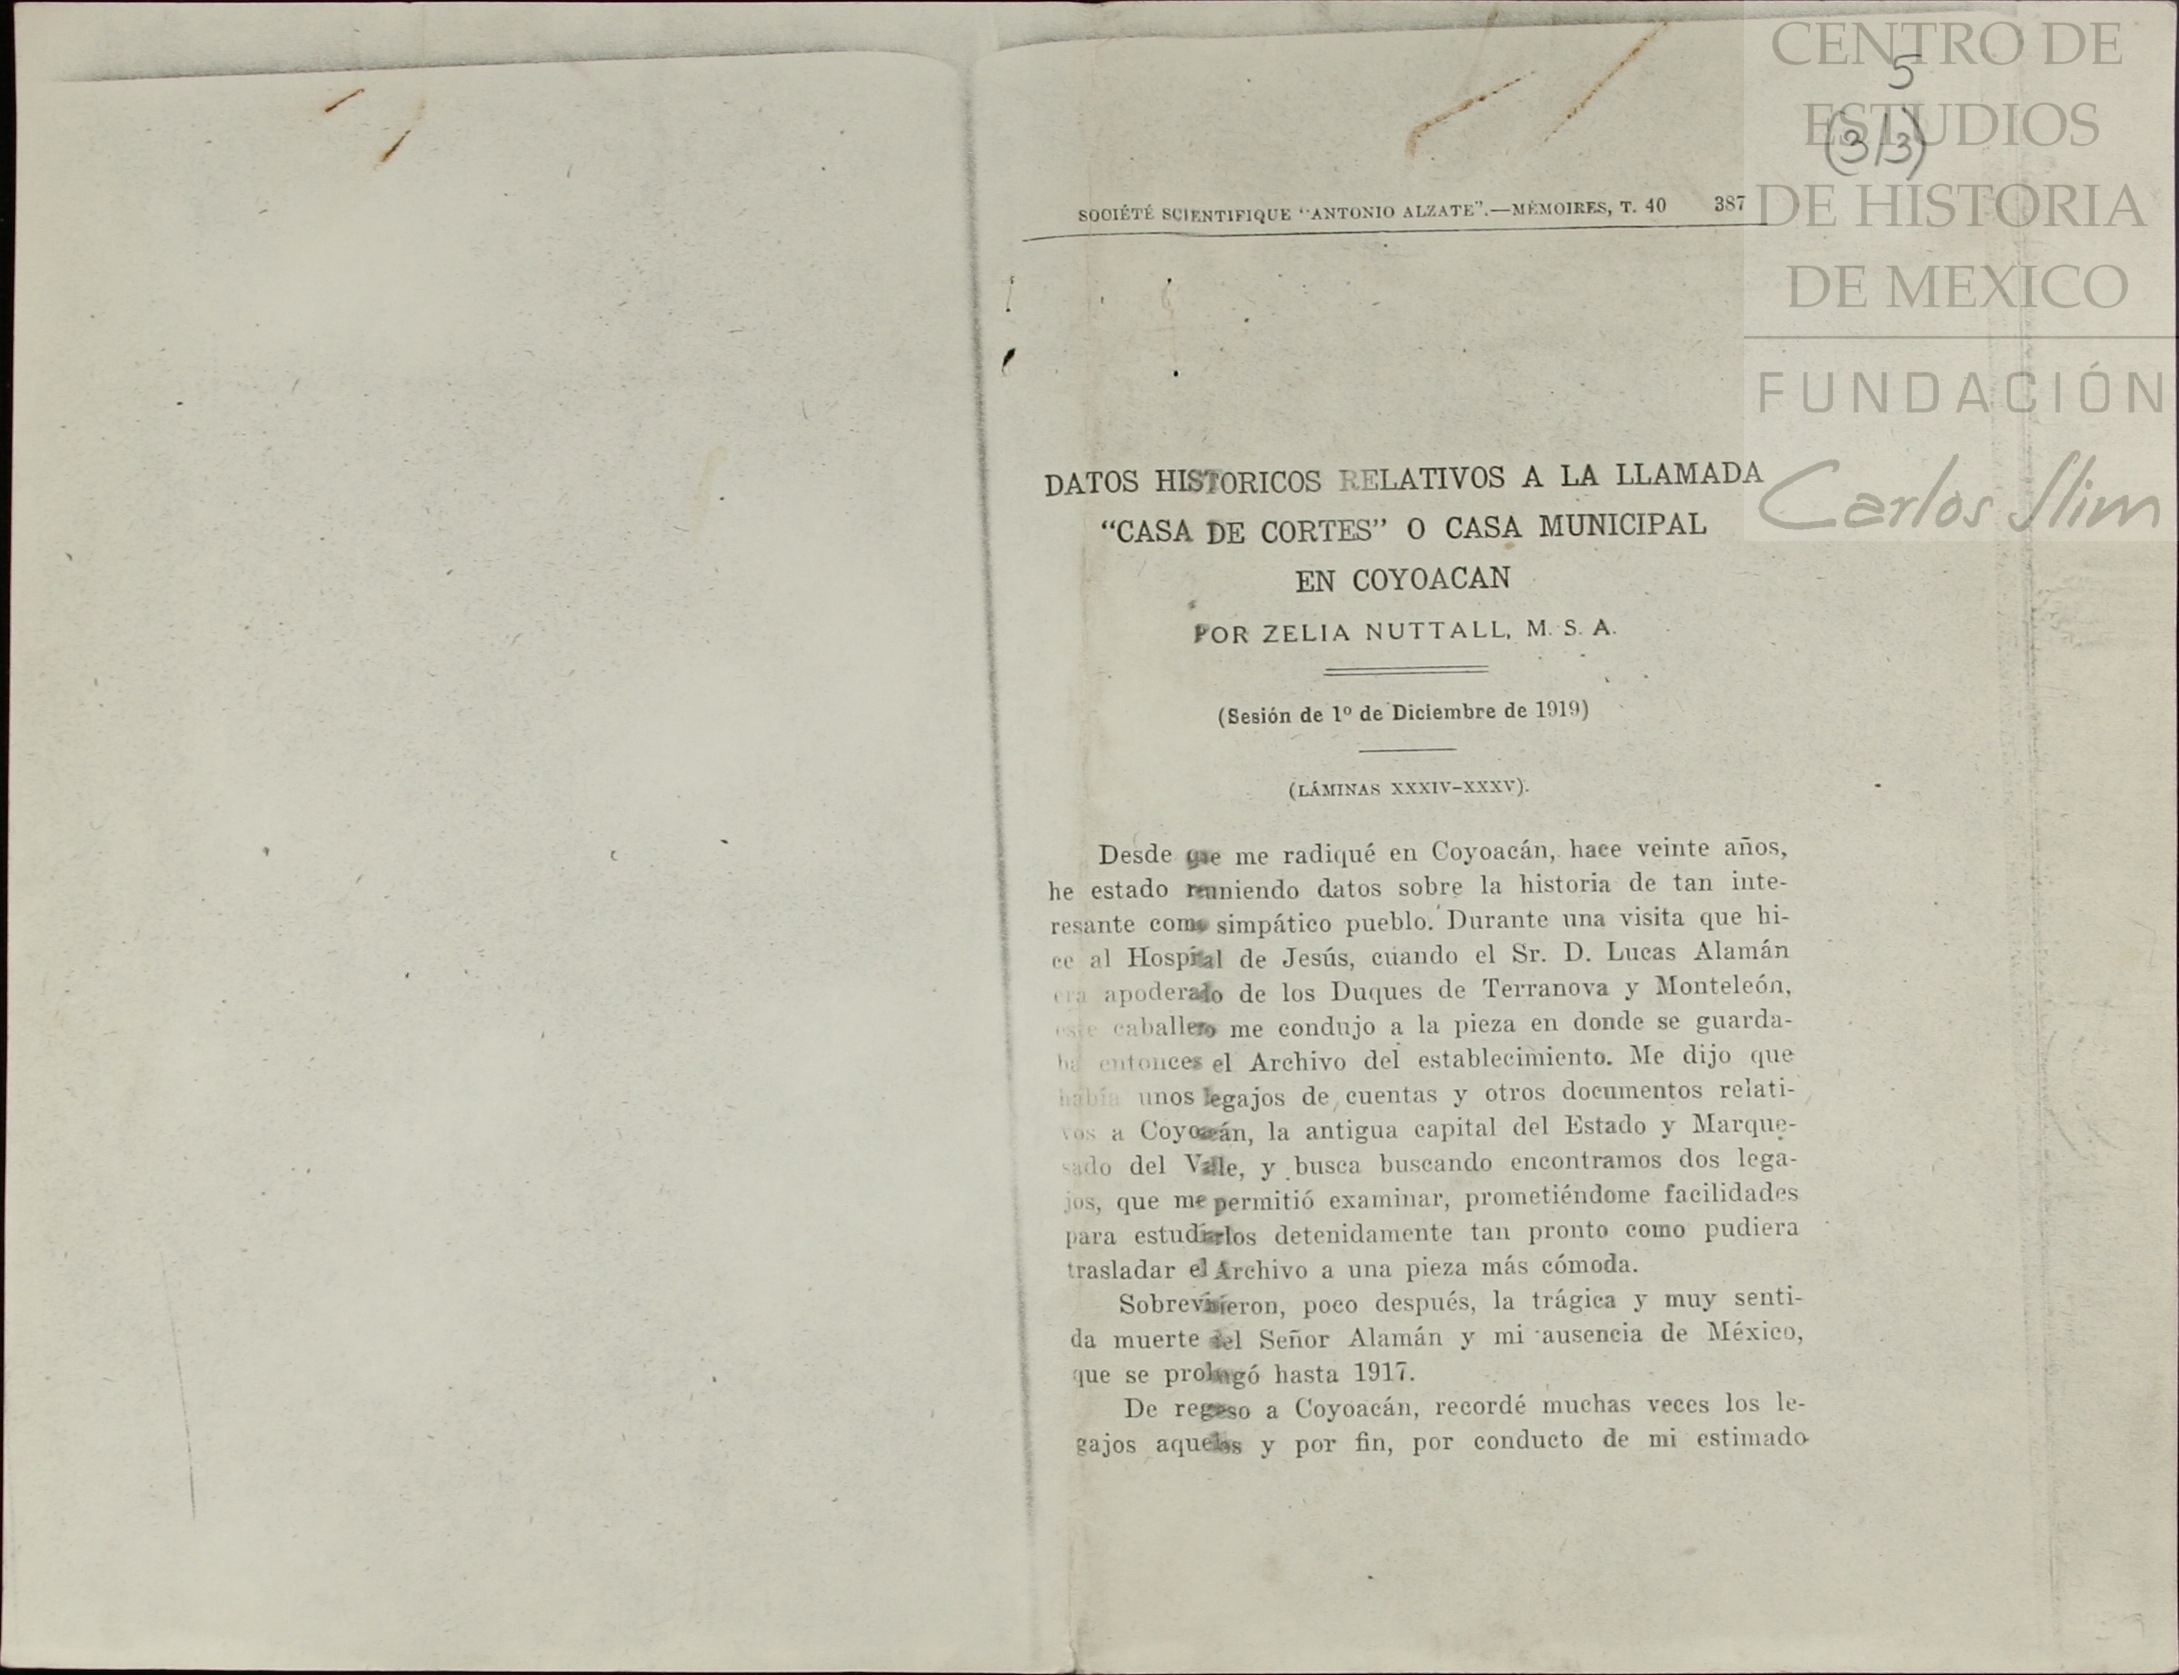 CENTRO DE
5
ESTUDIOS
(3/3)
DE HISTORIA
DE MEXICO
FUNDACIÓN
Carlos Slim
SOCIÉTÉ SCIENTIFIQUE "ANTONIO ALZATE".—MÉMOIRES, T. 40 387
DATOS HISTORICOS RELATIVOS A LA LLAMADA
"CASA DE CORTES" O CASA MUNICIPAL
EN COYOACAN
POR ZELIA NUTTALL, M. S. A.
(Sesión de 1º de Diciembre de 1919)
(LÁMINAS XXXIV–XXXV).
Desde que me radiqué en Coyoacán, hace veinte años,
he estado reuniendo datos sobre la historia de tan inte-
resante como simpático pueblo. Durante una visita que hi-
ce al Hospital de Jesús, cuando el Sr. D. Lucas Alamán
era apoderado de los Duques de Terranova y Monteleón,
este caballero me condujo a la pieza en donde se guarda-
ba entonces el Archivo del establecimiento. Me dijo que
había unos legajos de cuentas y otros documentos relati-
vos a Coyoacán, la antigua capital del Estado y Marque-
sado del Valle, y busca buscando encontramos dos lega-
jos, que me permitió examinar, prometiéndome facilidades
para estudiarlos detenidamente tan pronto como pudiera
trasladar el Archivo a una pieza más cómoda.
Sobrevinieron, poco después, la trágica y muy senti-
da muerte del Señor Alamán y mi ausencia de México,
que se prolongó hasta 1917.
De regreso a Coyoacán, recordé muchas veces los le-
gajos aquellos y por fin, por conducto de mi estimado